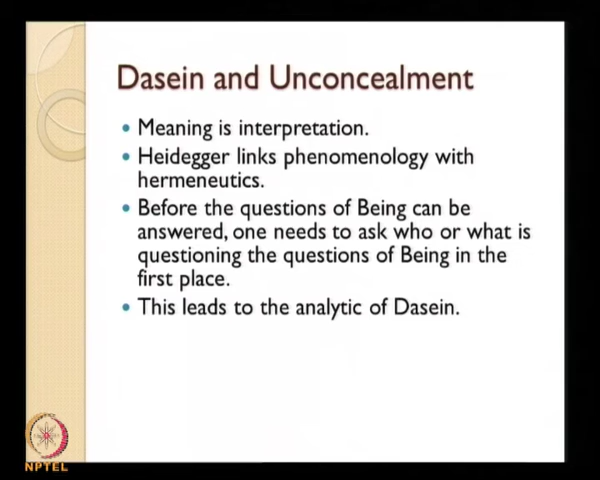 Dasein and Unconcealment
• Meaning is interpretation.
• Heidegger links phenomenology with
hermeneutics.
• Before the questions of Being can be
answered, one needs to ask who or what is
questioning the questions of Being in the
first place.
• This leads to the analytic of Dasein.
NPTEL